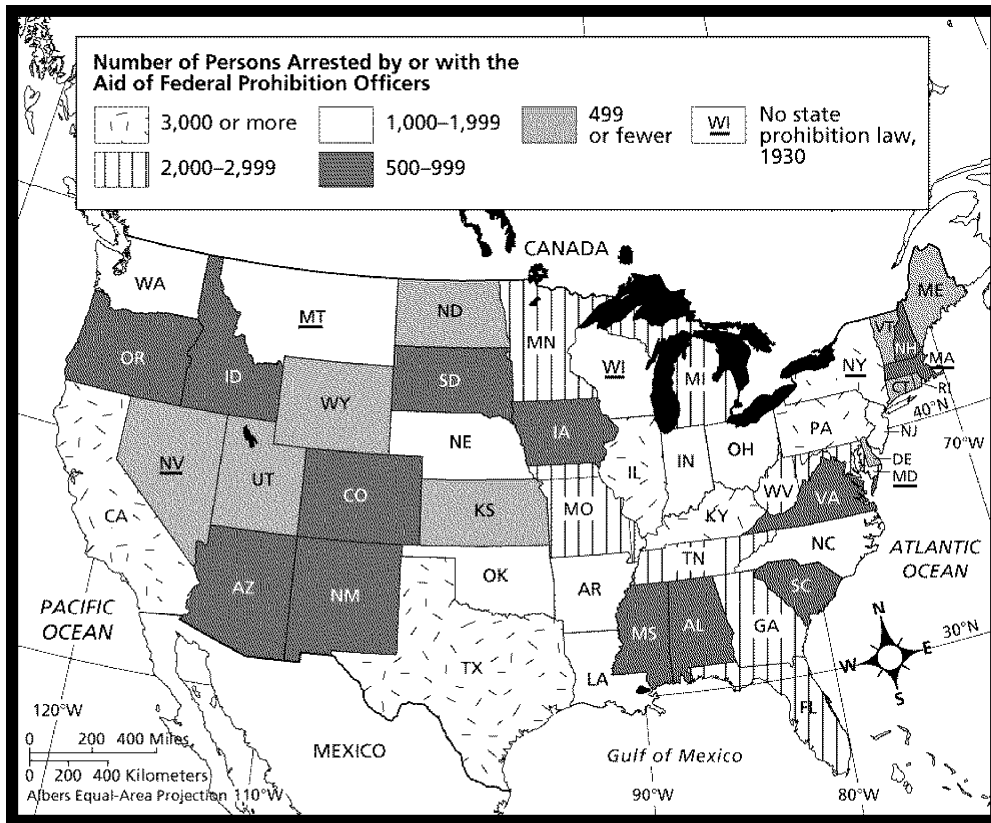 Number of Persons Arrested by or with the
Aid of Federal Prohibition Officers
3,000 or more
1,000–1,999
499
or fewer
WI
No state
prohibition law,
1930
2,000–2,999
500–999
CANADA
WA
MT
ND
MN
ME
VT
NH
OR
ID
SD
WI
MI
NY
MA
WY
CT
RI
40°N
NE
IA
PA
NJ
70°W
NV
UT
CO
KS
IL
IN
OH
DE
MD
CA
MO
WV
VA
KY
AZ
NM
OK
AR
TN
NC
ATLANTIC
OCEAN
SC
PACIFIC
OCEAN
MS
AL
GA
N
30°N
W
E
S
TX
LA
FL
120°W
0 200 400 Miles
0 200 400 Kilometers
Albers Equal-Area Projection
110°W
MEXICO
Gulf of Mexico
90°W
80°W